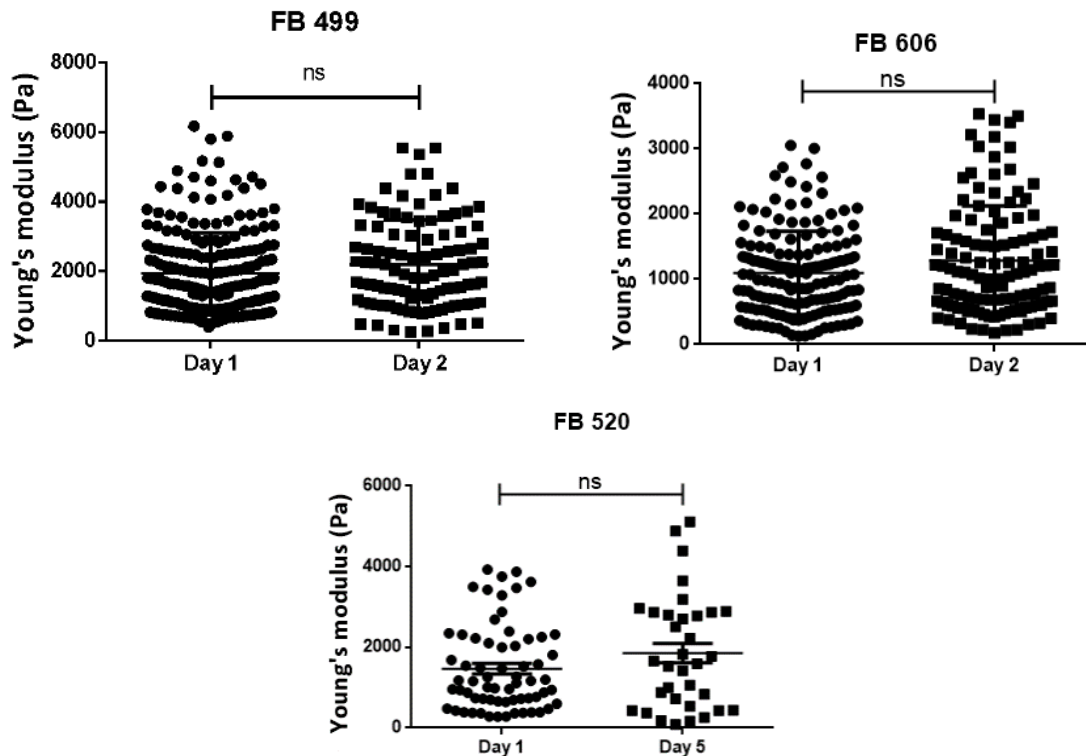 FB 499
Young's modulus (Pa)
8000
6000
4000
2000
0
ns
Day 1
Day 2
FB 606
Young's modulus (Pa)
4000
3000
2000
1000
0
ns
Day 1
Day 2
FB 520
Young's modulus (Pa)
6000
4000
2000
0
ns
Day 1
Day 5